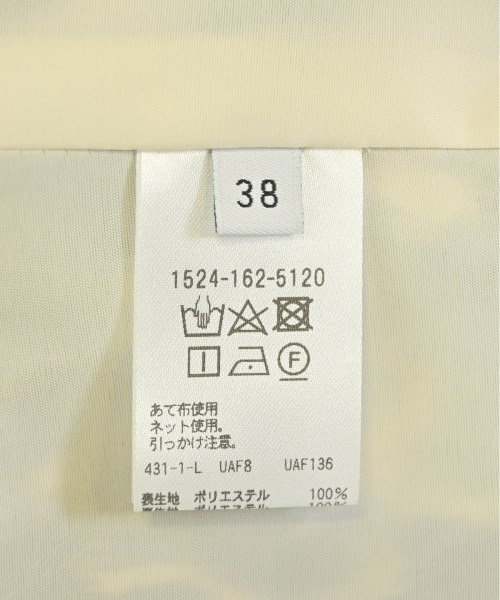 38
1524-162-5120
F
あて布使用
ネット使用。
引っかけ注意。
431-1-L UAF8 UAF136
表生地 ポリエステル 100%